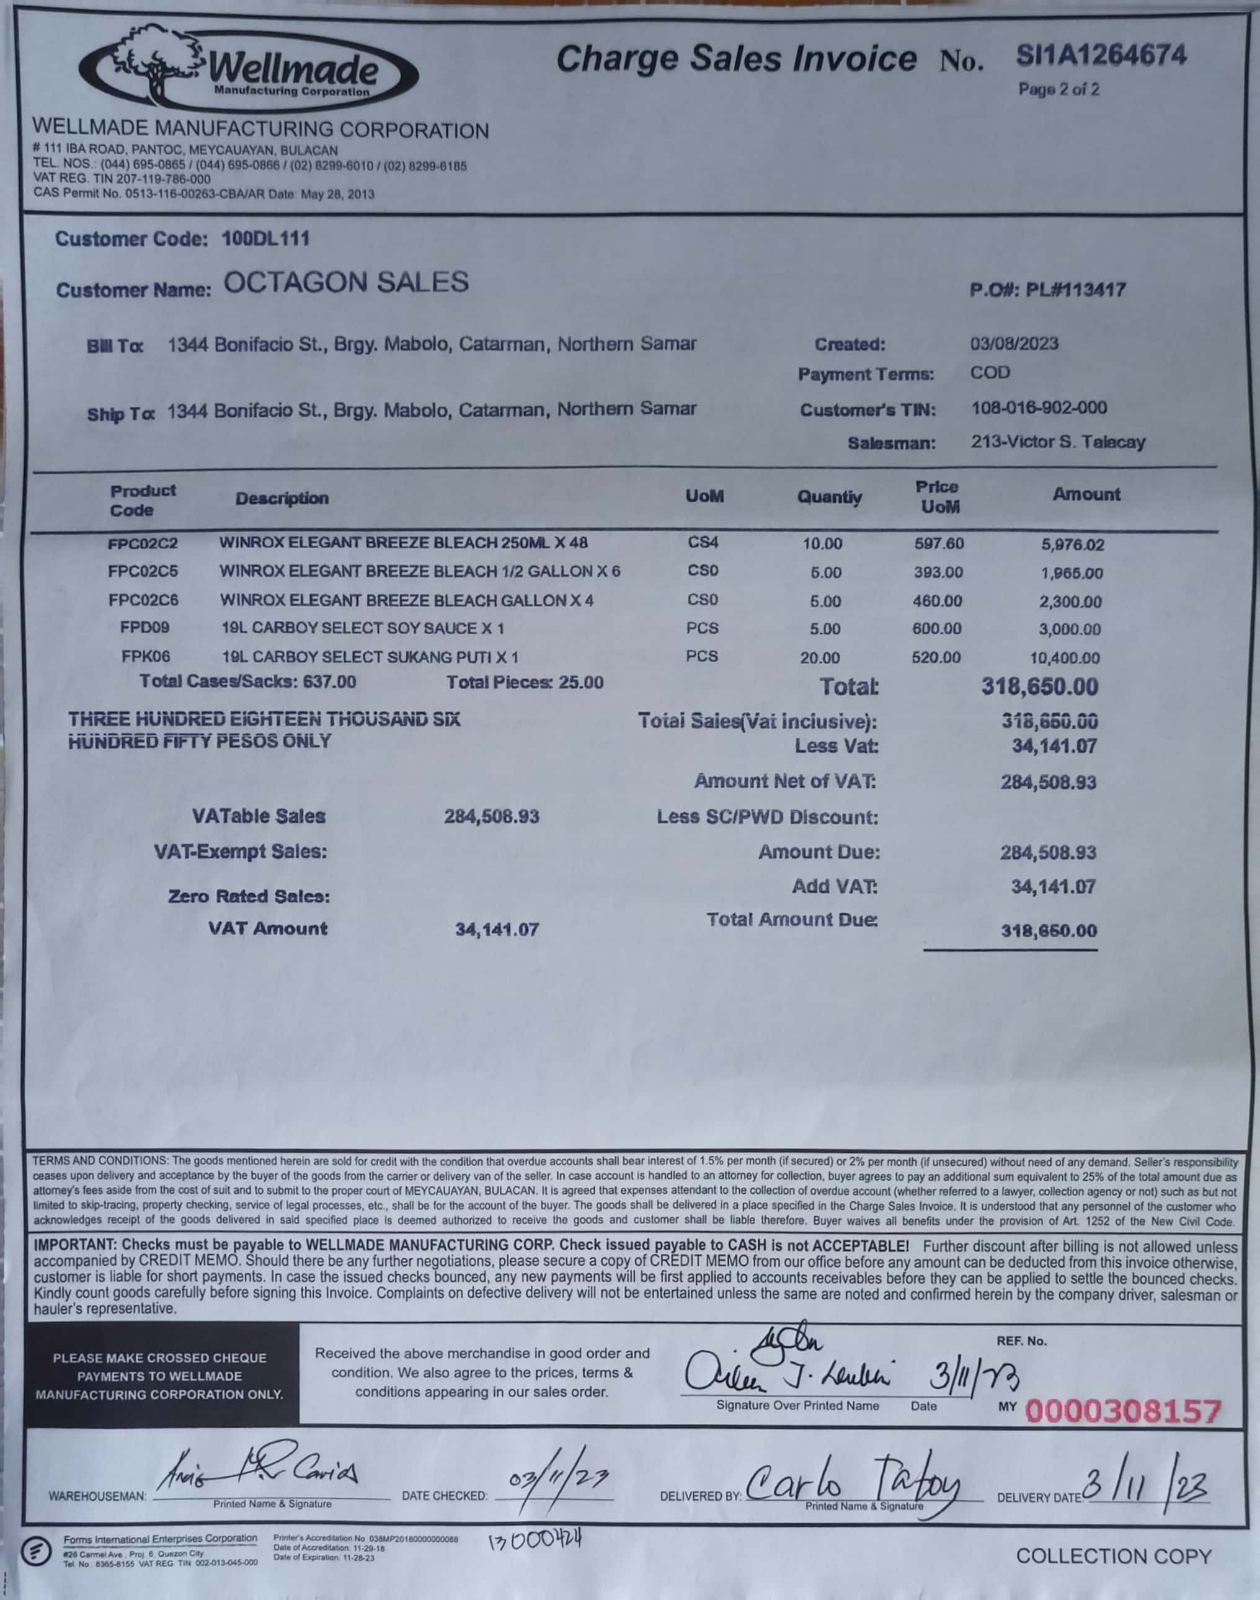 Wellmade
Manufacturing Corporation
Charge Sales Invoice No. SI1A1264674
Page 2 of 2
WELLMADE MANUFACTURING CORPORATION
# 111 IBA ROAD, PANTOC, MEYCAUAYAN, BULACAN
TEL. NOS.: (044) 695-0865 / (044) 695-0866 / (02) 8299-6010 / (02) 8299-6185
VAT REG. TIN 207-119-786-000
CAS Permit No. 0513-116-00263-CBA/AR Date: May 28, 2013
Customer Code: 100DL111
Customer Name: OCTAGON SALES
P.O#: PL#113417
Bill To: 1344 Bonifacio St., Brgy. Mabolo, Catarman, Northern Samar
Created: 03/08/2023
Payment Terms: COD
Ship To: 1344 Bonifacio St., Brgy. Mabolo, Catarman, Northern Samar
Customer's TIN: 108-016-902-000
Salesman: 213-Victor S. Talacay
Product Code Description UoM Quantiy Price UoM Amount
FPC02C2 WINROX ELEGANT BREEZE BLEACH 250ML X 48 CS4 10.00 597.60 5,976.02
FPC02C5 WINROX ELEGANT BREEZE BLEACH 1/2 GALLON X 6 CS0 5.00 393.00 1,965.00
FPC02C6 WINROX ELEGANT BREEZE BLEACH GALLON X 4 CS0 5.00 460.00 2,300.00
FPD09 19L CARBOY SELECT SOY SAUCE X 1 PCS 5.00 600.00 3,000.00
FPK06 19L CARBOY SELECT SUKANG PUTI X 1 PCS 20.00 520.00 10,400.00
Total Cases/Sacks: 637.00 Total Pieces: 25.00 Total: 318,650.00
THREE HUNDRED EIGHTEEN THOUSAND SIX
HUNDRED FIFTY PESOS ONLY
Total Sales(Vat inclusive): 318,650.00
Less Vat: 34,141.07
Amount Net of VAT: 284,508.93
VATable Sales 284,508.93 Less SC/PWD Discount:
VAT-Exempt Sales: Amount Due: 284,508.93
Zero Rated Sales: Add VAT: 34,141.07
VAT Amount 34,141.07 Total Amount Due: 318,650.00
TERMS AND CONDITIONS: The goods mentioned herein are sold for credit with the condition that overdue accounts shall bear interest of 1.5% per month (if secured) or 2% per month (if unsecured) without need of any demand. Seller's responsibility
ceases upon delivery and acceptance by the buyer of the goods from the carrier or delivery van of the seller. In case account is handled to an attorney for collection, buyer agrees to pay an additional sum equivalent to 25% of the total amount due as
attorney's fees aside from the cost of suit and to submit to the proper court of MEYCAUAYAN, BULACAN. It is agreed that expenses attendant to the collection of overdue account (whether referred to a lawyer, collection agency or not) such as but not
limited to skip-tracing, property checking, service of legal processes, etc., shall be for the account of the buyer. The goods shall be delivered in a place specified in the Charge Sales Invoice. It is understood that any personnel of the customer who
acknowledges receipt of the goods delivered in said specified place is deemed authorized to receive the goods and customer shall be liable therefore. Buyer waives all benefits under the provision of Art. 1252 of the New Civil Code.
IMPORTANT: Checks must be payable to WELLMADE MANUFACTURING CORP. Check issued payable to CASH is not ACCEPTABLE! Further discount after billing is not allowed unless
accompanied by CREDIT MEMO. Should there be any further negotiations, please secure a copy of CREDIT MEMO from our office before any amount can be deducted from this invoice otherwise,
customer is liable for short payments. In case the issued checks bounced, any new payments will be first applied to accounts receivables before they can be applied to settle the bounced checks.
Kindly count goods carefully before signing this Invoice. Complaints on defective delivery will not be entertained unless the same are noted and confirmed herein by the company driver, salesman or
hauler's representative.
PLEASE MAKE CROSSED CHEQUE
PAYMENTS TO WELLMADE
MANUFACTURING CORPORATION ONLY.
Received the above merchandise in good order and
condition. We also agree to the prices, terms &
conditions appearing in our sales order.
J. 3/11/23
Signature Over Printed Name Date
REF. No.
MY 0000308157
WAREHOUSEMAN:
Printed Name & Signature
DATE CHECKED: 03/11/23
DELIVERED BY: Carlo Taboy
Printed Name & Signature
DELIVERY DATE: 3/11/23
Forms International Enterprises Corporation
#26 Carmel Ave., Proj. 6, Quezon City
Tel. No. 8365-8155 VAT REG TIN 002-013-045-000
Printer's Accreditation No. 038MP20180000000088
Date of Accreditation: 11-29-18
Date of Expiration: 11-28-23
13000424
COLLECTION COPY